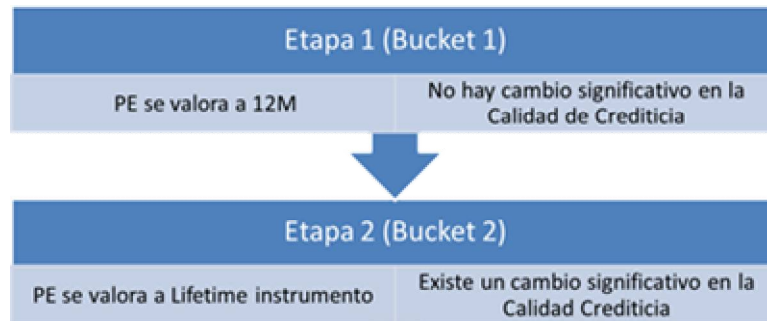 Etapa 1 (Bucket 1)
PE se valora a 12M
No hay cambio significativo en la
Calidad de Crediticia
Etapa 2 (Bucket 2)
PE se valora a Lifetime instrumento
Existe un cambio significativo en la
Calidad Crediticia